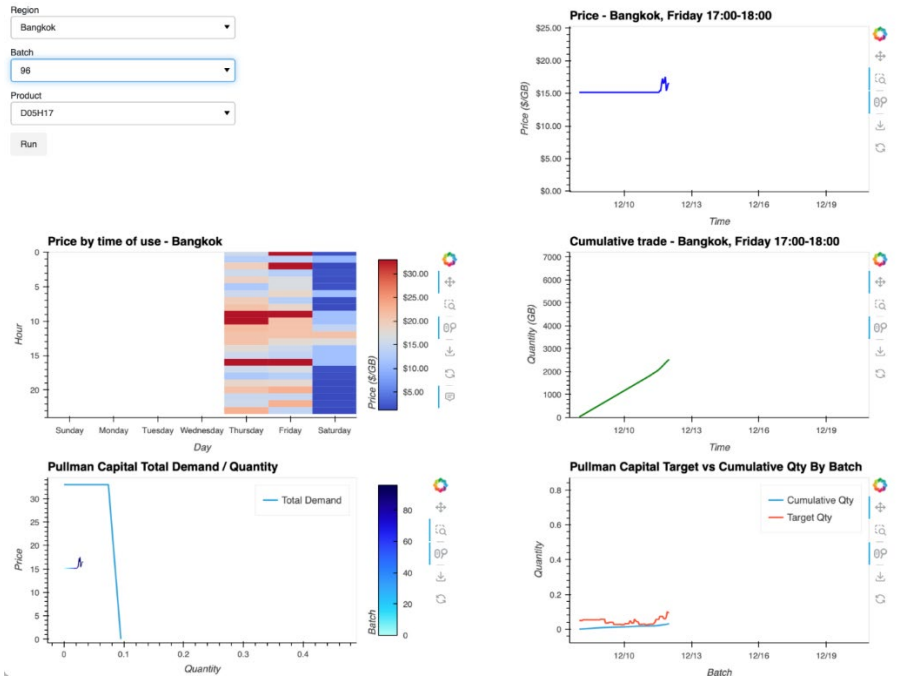 Region
Bangkok
Batch
96
Product
D05H17
Run
Price - Bangkok, Friday 17:00-18:00
$25.00
$20.00
$15.00
$10.00
$5.00
$0.00
Price ($/GB)
12/10 12/13 12/16 12/19
Time
Price by time of use - Bangkok
0
5
10
15
20
Hour
Sunday Monday Tuesday Wednesday Thursday Friday Saturday
Day
$30.00
$25.00
$20.00
$15.00
$10.00
$5.00
Price ($/GB)
Cumulative trade - Bangkok, Friday 17:00-18:00
7000
6000
5000
4000
3000
2000
1000
0
Quantity (GB)
12/10 12/13 12/16 12/19
Time
Pullman Capital Total Demand / Quantity
Total Demand
30
25
20
15
10
5
0
Price
0 0.1 0.2 0.3 0.4
Quantity
80
60
40
20
0
Batch
Pullman Capital Target vs Cumulative Qty By Batch
Cumulative Qty
Target Qty
0.8
0.6
0.4
0.2
0
Quantity
12/10 12/13 12/16 12/19
Batch